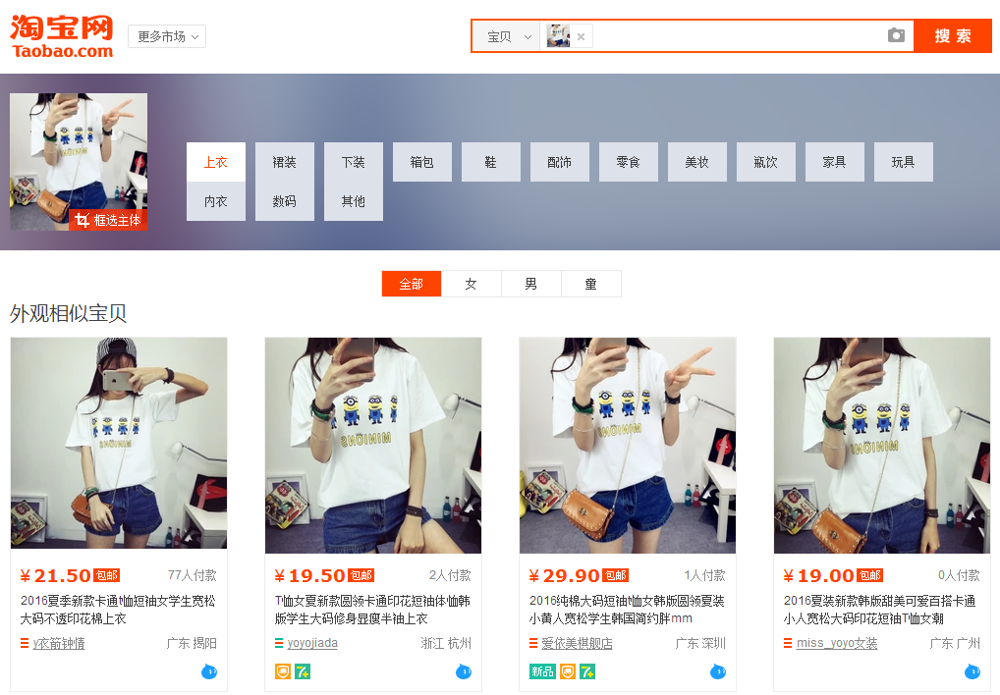 淘宝网
Taobao.com
更多市场
宝贝
搜 索
框选主体
上衣 裙装 下装 箱包 鞋 配饰 零食 美妆 瓶饮 家具 玩具
内衣 数码 其他
全部 女 男 童
外观相似宝贝
MINIONS
MINIONS
MINIONS
MINIONS
¥21.50 包邮 77人付款
2016夏季新款卡通t恤短袖女学生宽松
大码不透印花棉上衣
y衣箭钟情 广东 揭阳
¥19.50 包邮 2人付款
T恤女夏新款圆领卡通印花短袖体恤韩
版学生大码修身显瘦半袖上衣
yoyojiada 浙江 杭州
7+
¥29.90 包邮 1人付款
2016纯棉大码短袖t恤女韩版圆领夏装
小黄人宽松学生韩国简约胖mm
爱依美棋舰店 广东 深圳
新品 7+
¥19.00 包邮 0人付款
2016夏装新款韩版甜美可爱百搭卡通
小人宽松大码印花短袖T恤女潮
miss_yoyo女装 广东 广州